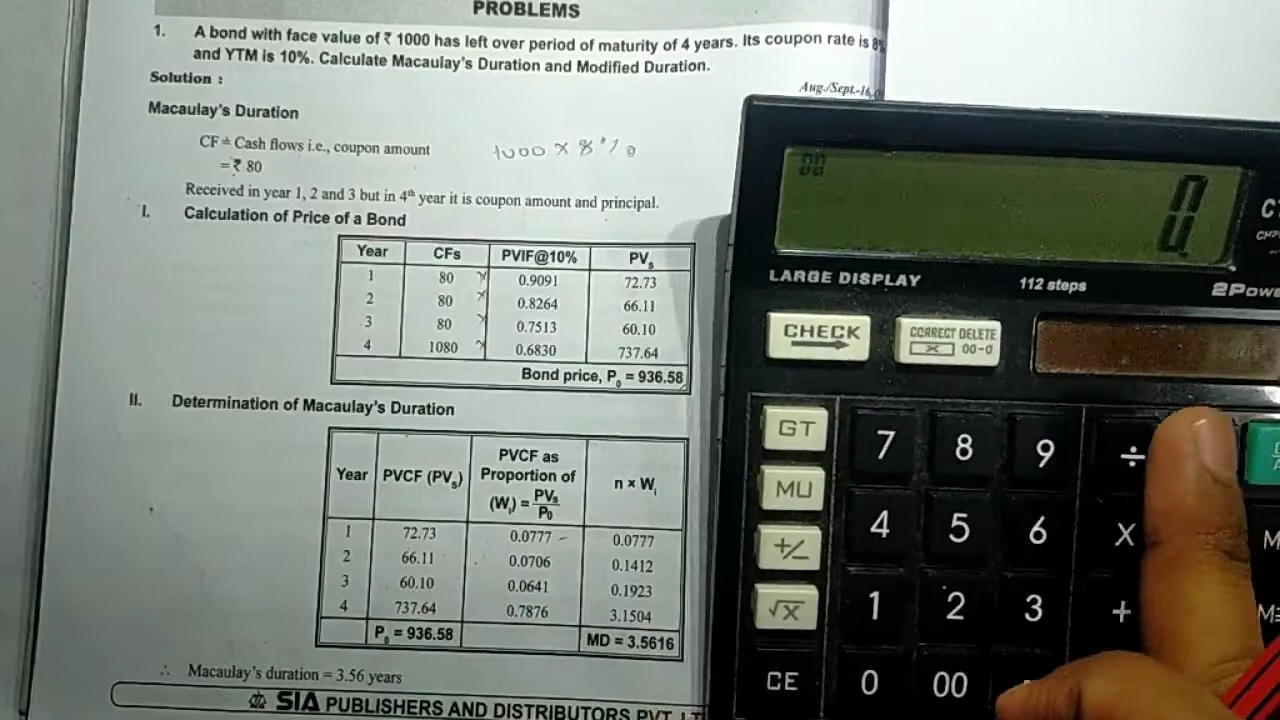 PROBLEMS
1. A bond with face value of ₹ 1000 has left over period of maturity of 4 years. Its coupon rate is 8%
and YTM is 10%. Calculate Macaulay's Duration and Modified Duration.
Solution :
Aug./Sept.-16,
Macaulay's Duration
CF = Cash flows i.e., coupon amount
1000 x 8%
= ₹ 80
Received in year 1, 2 and 3 but in 4th year it is coupon amount and principal.
I. Calculation of Price of a Bond
Year CFs PVIF@10% PVs
1 80 x 0.9091 72.73
2 80 x 0.8264 66.11
3 80 x 0.7513 60.10
4 1080 x 0.6830 737.64
Bond price, P0 = 936.58
II. Determination of Macaulay's Duration
Year PVCF (PVs) PVCF as Proportion of (Wi) = PVs/P0 n x Wi
1 72.73 0.0777 0.0777
2 66.11 0.0706 0.1412
3 60.10 0.0641 0.1923
4 737.64 0.7876 3.1504
P0 = 936.58 MD = 3.5616
∴ Macaulay's duration = 3.56 years
SIA PUBLISHERS AND DISTRIBUTORS PVT.
00 0
LARGE DISPLAY 112 steps
CHECK
CORRECT DELETE
00→0
GT 7 8 9 ÷
MU 4 5 6 X
+/− 1 2 3 +
√X
CE 0 00